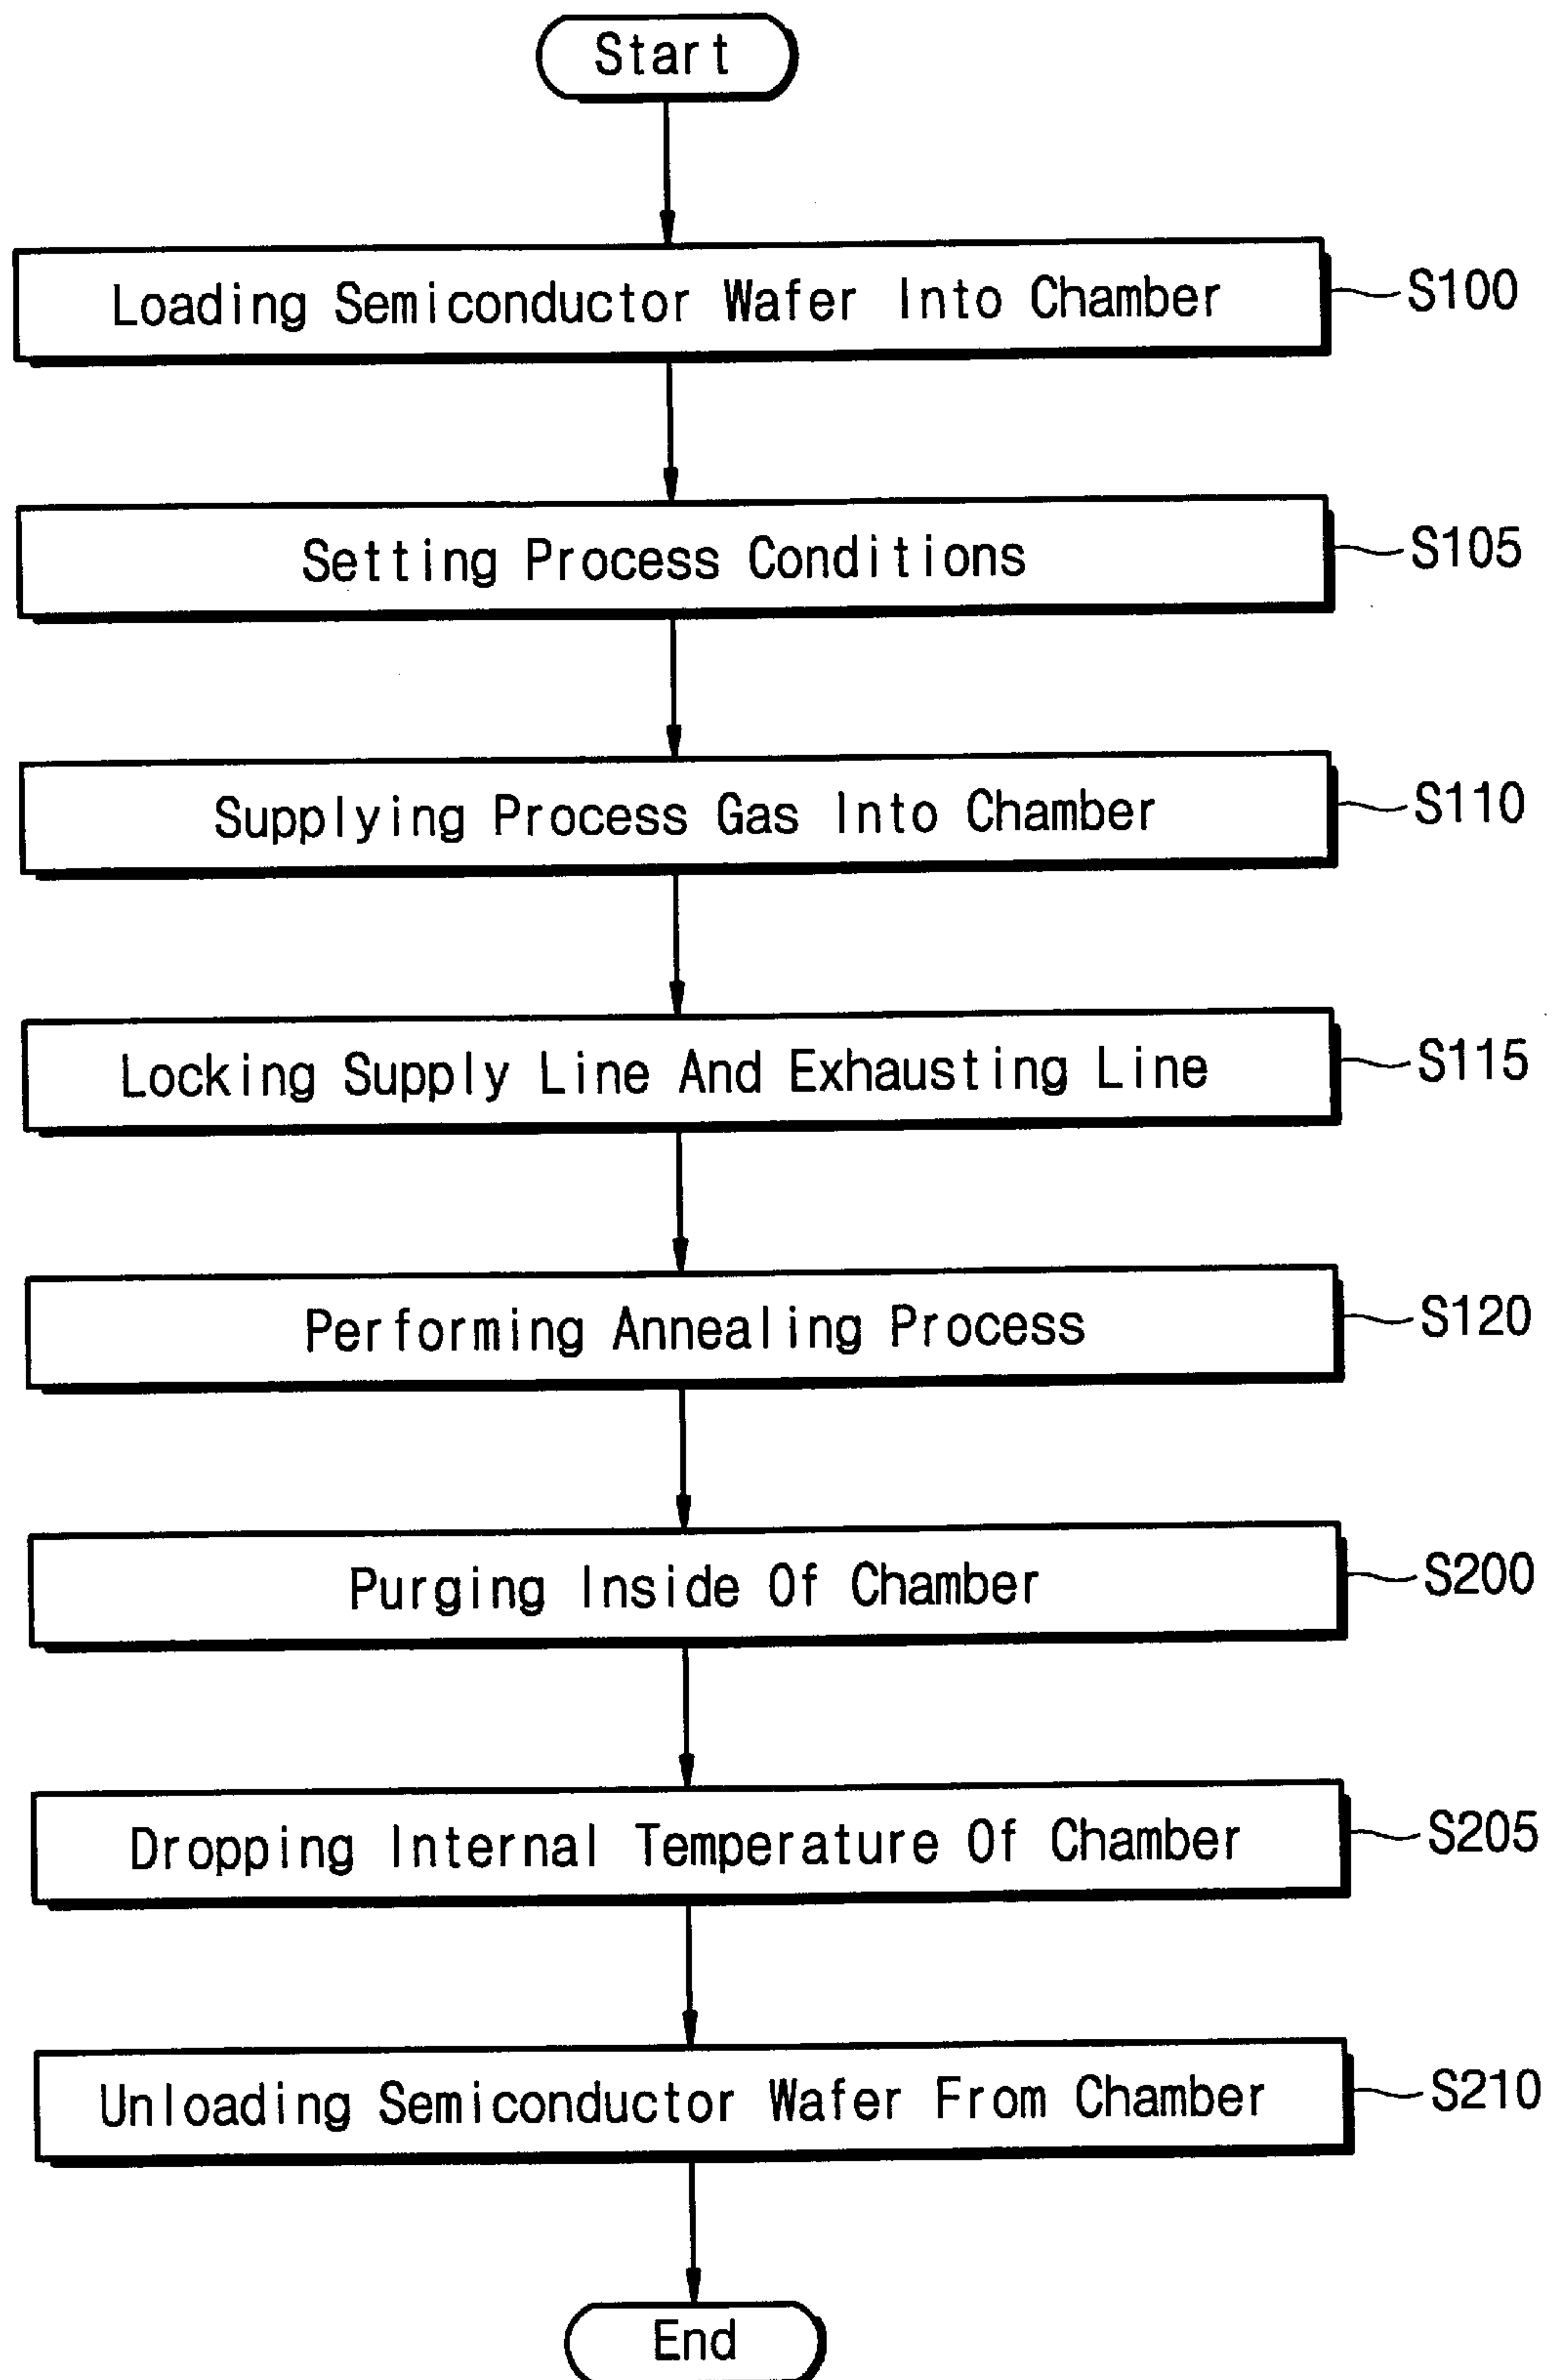 Start
Loading Semiconductor Wafer Into Chamber S100
Setting Process Conditions S105
Supplying Process Gas Into Chamber S110
Locking Supply Line And Exhausting Line S115
Performing Annealing Process S120
Purging Inside Of Chamber S200
Dropping Internal Temperature Of Chamber S205
Unloading Semiconductor Wafer From Chamber S210
End